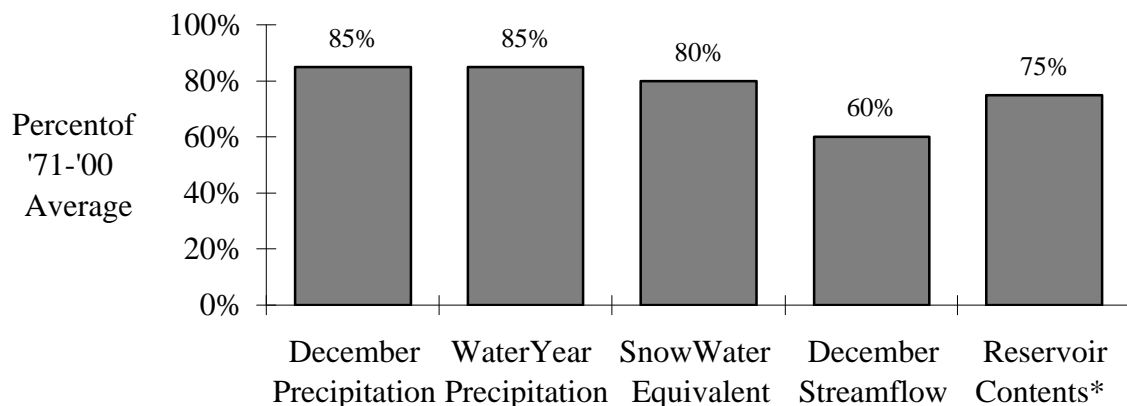 100%
80%
60%
40%
20%
0%
Percentof
'71-'00
Average
85%
85%
80%
60%
75%
December
Precipitation
WaterYear
Precipitation
SnowWater
Equivalent
December
Streamflow
Reservoir
Contents*